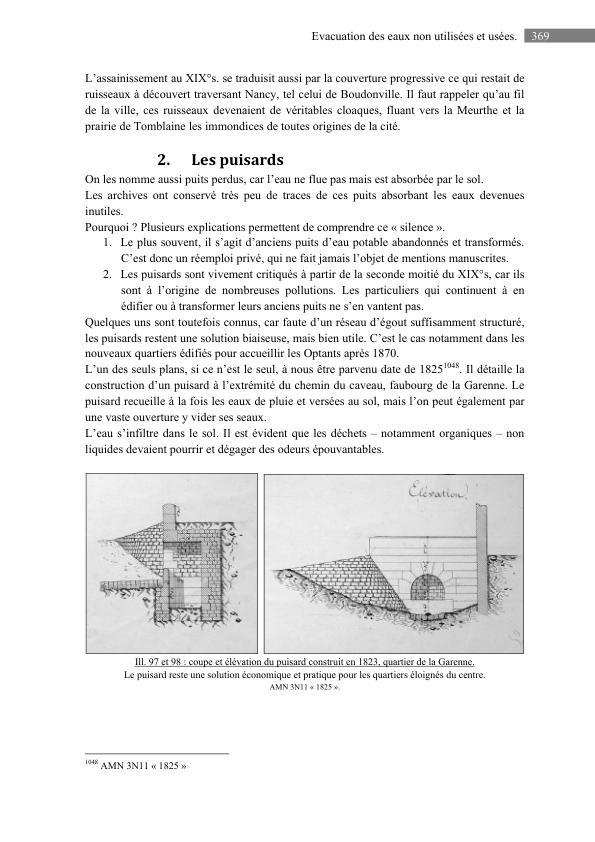 Evacuation des eaux non utilisées et usées. 369
L’assainissement au XIX°s. se traduisit aussi par la couverture progressive ce qui restait de
ruisseaux à découvert traversant Nancy, tel celui de Boudonville. Il faut rappeler qu’au fil
de la ville, ces ruisseaux devenaient de véritables cloaques, fluant vers la Meurthe et la
prairie de Tomblaine les immondices de toutes origines de la cité.
2. Les puisards
On les nomme aussi puits perdus, car l’eau ne flue pas mais est absorbée par le sol.
Les archives ont conservé très peu de traces de ces puits absorbant les eaux devenues
inutiles.
Pourquoi ? Plusieurs explications permettent de comprendre ce « silence ».
1. Le plus souvent, il s’agit d’anciens puits d’eau potable abandonnés et transformés.
C’est donc un réemploi privé, qui ne fait jamais l’objet de mentions manuscrites.
2. Les puisards sont vivement critiqués à partir de la seconde moitié du XIX°s, car ils
sont à l’origine de nombreuses pollutions. Les particuliers qui continuent à en
édifier ou à transformer leurs anciens puits ne s’en vantent pas.
Quelques uns sont toutefois connus, car faute d’un réseau d’égout suffisamment structuré,
les puisards restent une solution biaiseuse, mais bien utile. C’est le cas notamment dans les
nouveaux quartiers édifiés pour accueillir les Optants après 1870.
L’un des seuls plans, si ce n’est le seul, à nous être parvenu date de 1825¹⁰⁴⁸. Il détaille la
construction d’un puisard à l’extrémité du chemin du caveau, faubourg de la Garenne. Le
puisard recueille à la fois les eaux de pluie et versées au sol, mais l’on peut également par
une vaste ouverture y vider ses seaux.
L’eau s’infiltre dans le sol. Il est évident que les déchets – notamment organiques – non
liquides devaient pourrir et dégager des odeurs épouvantables.
Elévation
Ill. 97 et 98 : coupe et élévation du puisard construit en 1823, quartier de la Garenne.
Le puisard reste une solution économique et pratique pour les quartiers éloignés du centre.
AMN 3N11 « 1825 ».
¹⁰⁴⁸ AMN 3N11 « 1825 »